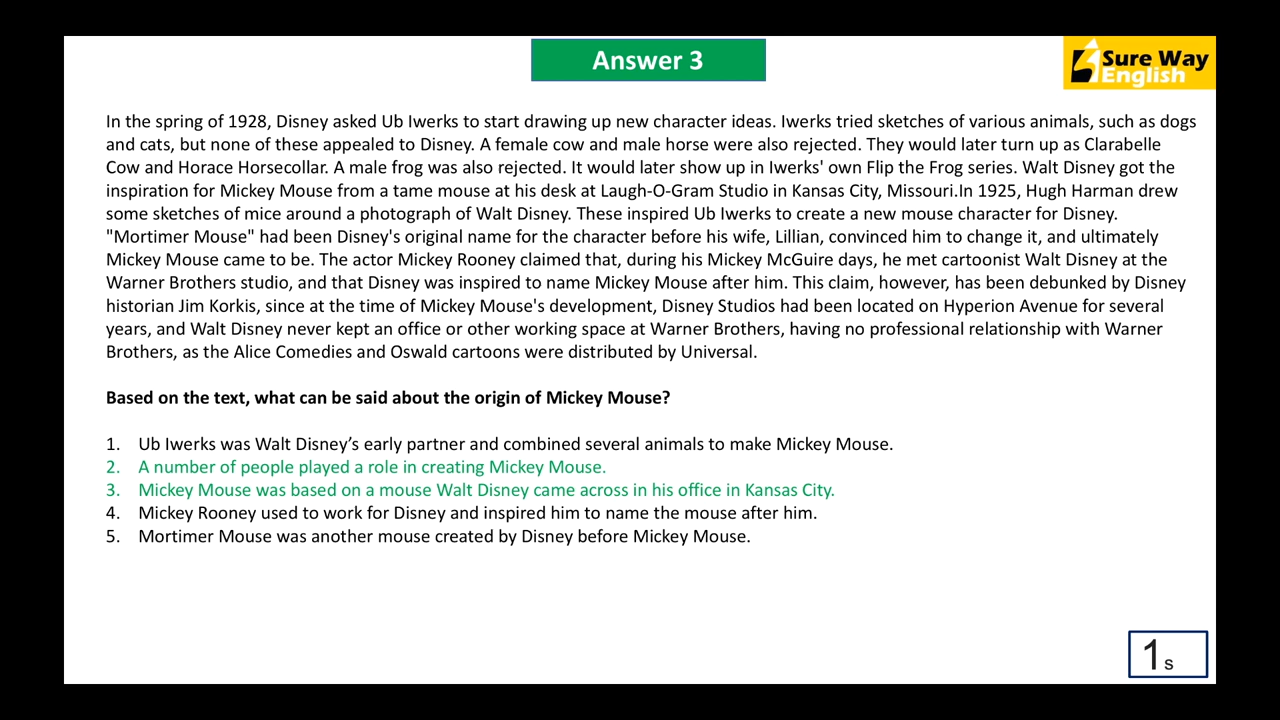 Answer 3
Sure Way
English
In the spring of 1928, Disney asked Ub Iwerks to start drawing up new character ideas. Iwerks tried sketches of various animals, such as dogs
and cats, but none of these appealed to Disney. A female cow and male horse were also rejected. They would later turn up as Clarabelle
Cow and Horace Horsecollar. A male frog was also rejected. It would later show up in Iwerks' own Flip the Frog series. Walt Disney got the
inspiration for Mickey Mouse from a tame mouse at his desk at Laugh-O-Gram Studio in Kansas City, Missouri.In 1925, Hugh Harman drew
some sketches of mice around a photograph of Walt Disney. These inspired Ub Iwerks to create a new mouse character for Disney.
"Mortimer Mouse" had been Disney's original name for the character before his wife, Lillian, convinced him to change it, and ultimately
Mickey Mouse came to be. The actor Mickey Rooney claimed that, during his Mickey McGuire days, he met cartoonist Walt Disney at the
Warner Brothers studio, and that Disney was inspired to name Mickey Mouse after him. This claim, however, has been debunked by Disney
historian Jim Korkis, since at the time of Mickey Mouse's development, Disney Studios had been located on Hyperion Avenue for several
years, and Walt Disney never kept an office or other working space at Warner Brothers, having no professional relationship with Warner
Brothers, as the Alice Comedies and Oswald cartoons were distributed by Universal.
Based on the text, what can be said about the origin of Mickey Mouse?
1. Ub Iwerks was Walt Disney’s early partner and combined several animals to make Mickey Mouse.
2. A number of people played a role in creating Mickey Mouse.
3. Mickey Mouse was based on a mouse Walt Disney came across in his office in Kansas City.
4. Mickey Rooney used to work for Disney and inspired him to name the mouse after him.
5. Mortimer Mouse was another mouse created by Disney before Mickey Mouse.
1 s